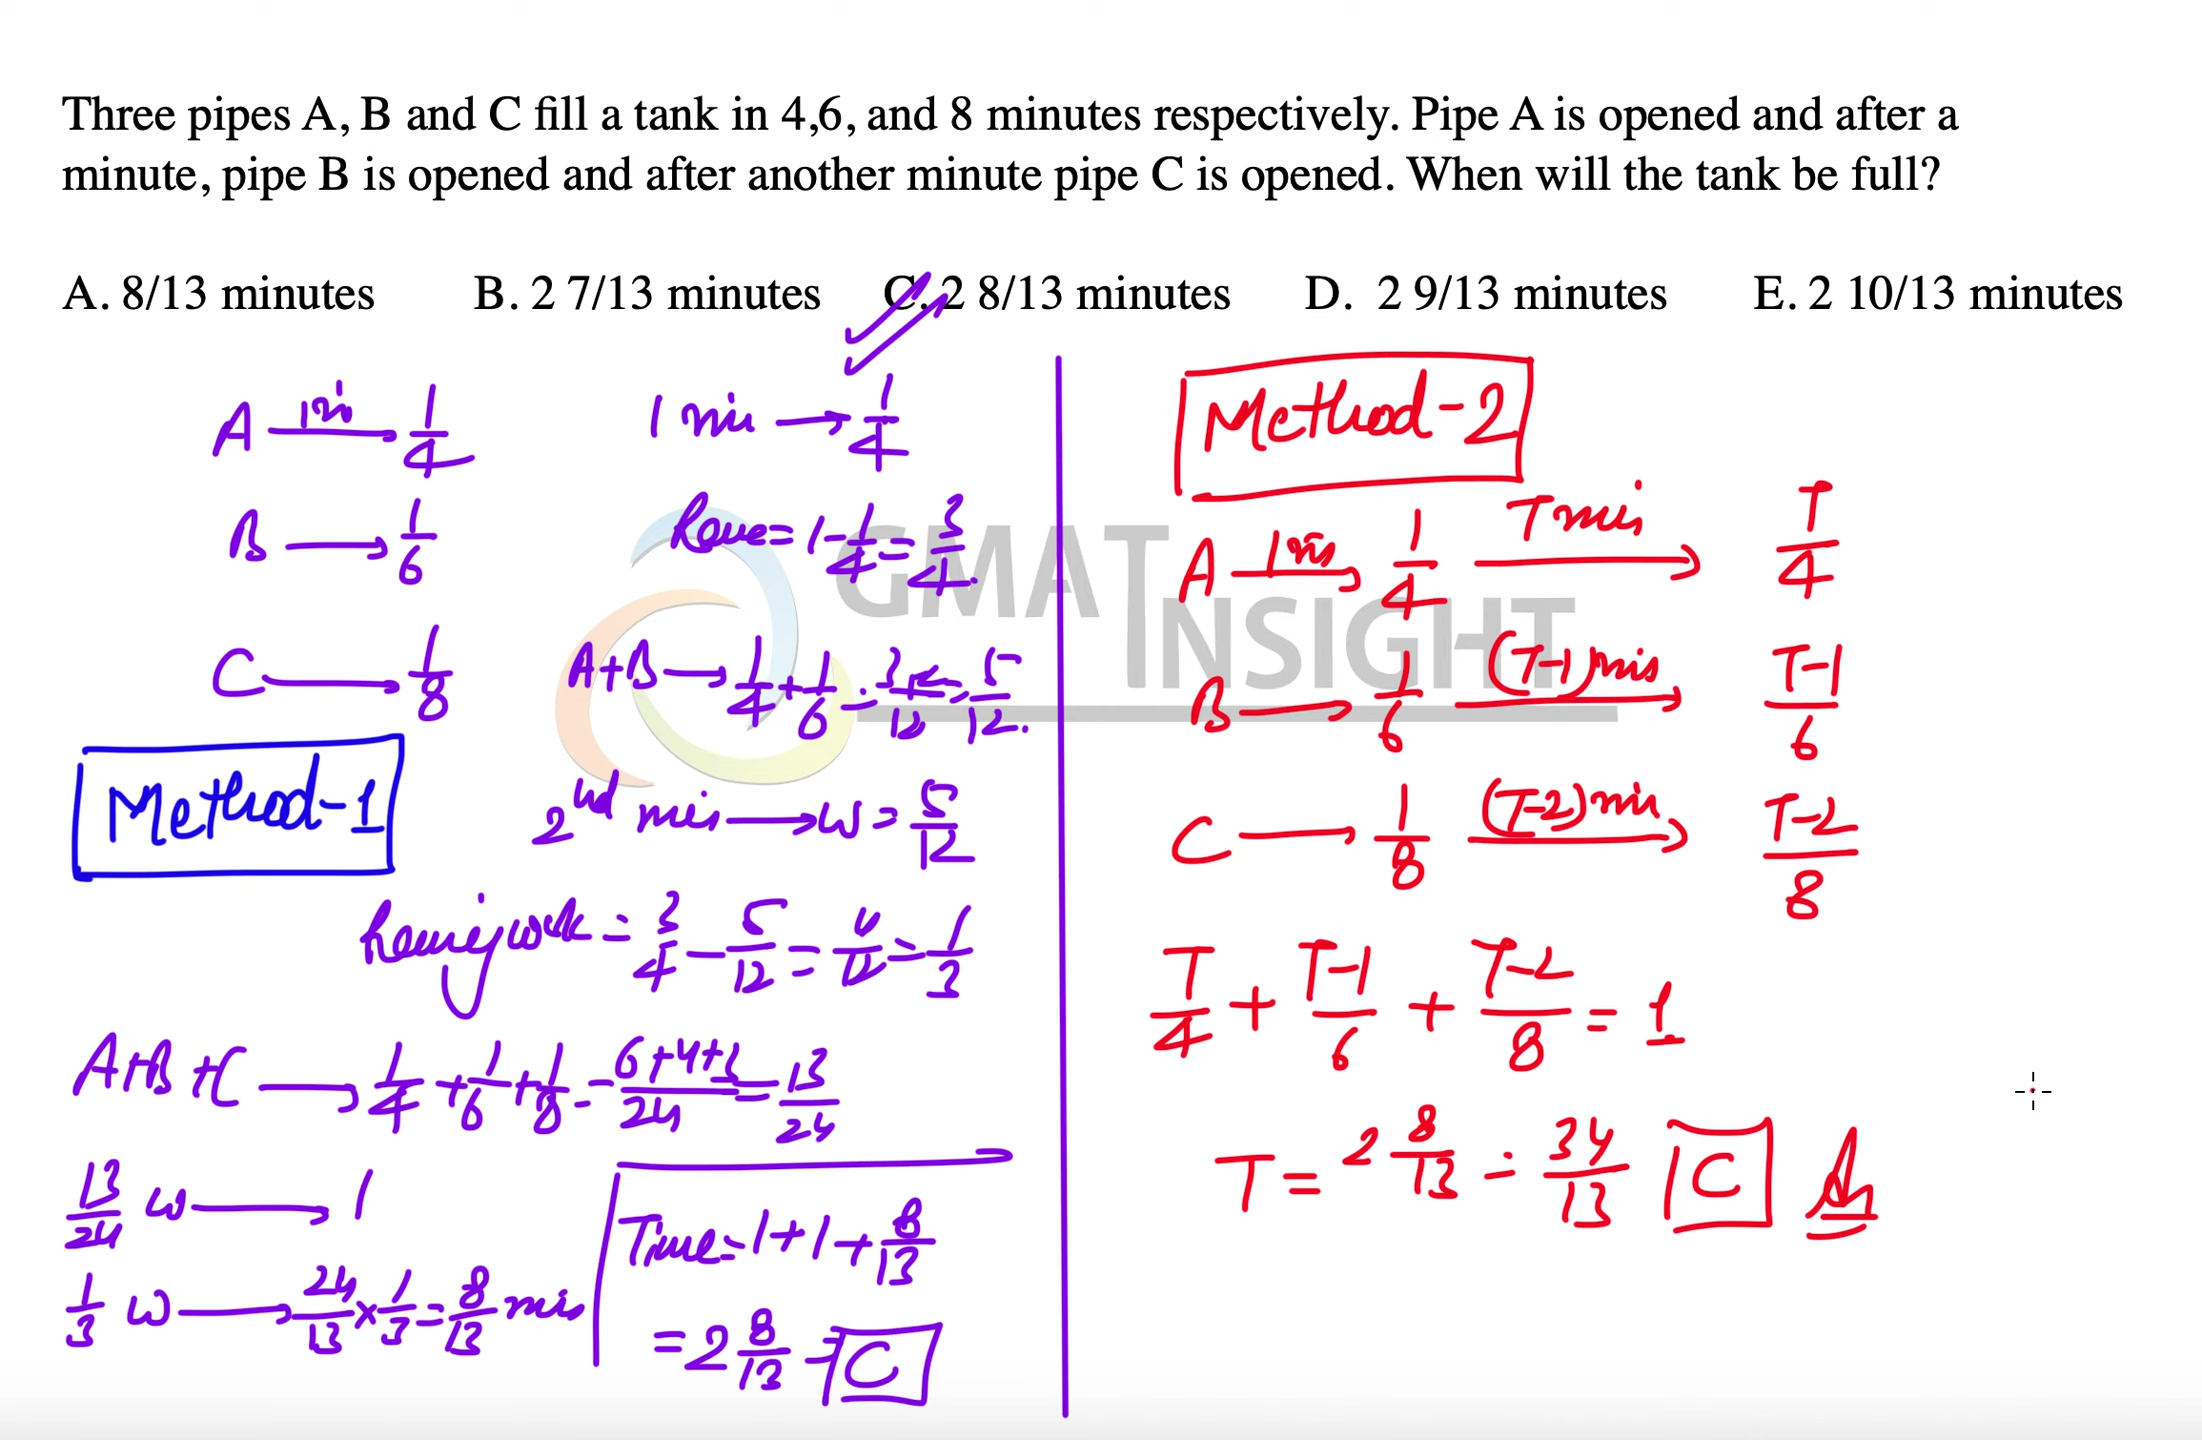 Three pipes A, B and C fill a tank in 4,6, and 8 minutes respectively. Pipe A is opened and after a
minute, pipe B is opened and after another minute pipe C is opened. When will the tank be full?
A. 8/13 minutes B. 2 7/13 minutes C. 2 8/13 minutes D. 2 9/13 minutes E. 2 10/13 minutes
A 1 min → 1/4
B → 1/6
C → 1/8
Method-1
1 min → 1/4
= 1-1/4 = 3/4
A+B → 1/4 + 1/6 = = 5/12.
2nd min → W = 5/12
work = 3/4 - 5/12 = 4/12 = 1/3
A+B+C → 1/4 + 1/6 + 1/8 = 6+4+3/24 = 13/24
13/24 W → 1
1/3 W → 24/13 × 1/3 = 8/13 min
Time = 1+1+8/13
= 2 8/13 = C
GMAT INSIGHT
Method-2
A 1 min → 1/4 T min → T/4
B → 1/6 (T-1) min → T-1/6
C → 1/8 (T-2) min → T-2/8
T/4 + T-1/6 + T-2/8 = 1
T = 2 8/13 = 34/13 C